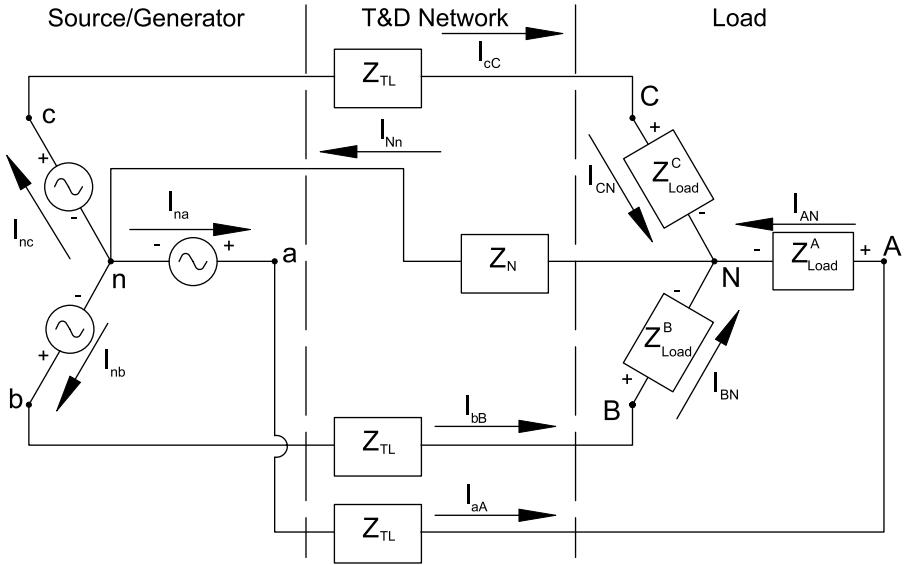 Source/Generator
T&D Network
Load
I_cC
Z_TL
c
C
+
I_Nn
+
Z^C_Load
I_CN
I_nc
-
-
I_na
I_AN
- +
a
n
Z_N
N
- Z^A_Load +
A
-
-
Z^B_Load
+
I_nb
I_BN
+
b
B
I_bB
Z_TL
I_aA
Z_TL